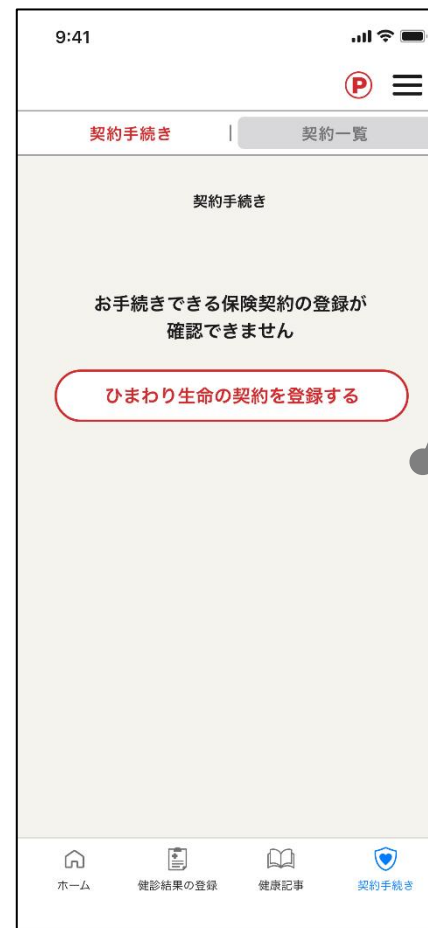 9:41
P
契約手続き | 契約一覧
契約手続き
お手続きできる保険契約の登録が
確認できません
ひまわり生命の契約を登録する
ホーム 健診結果の登録 健康記事 契約手続き